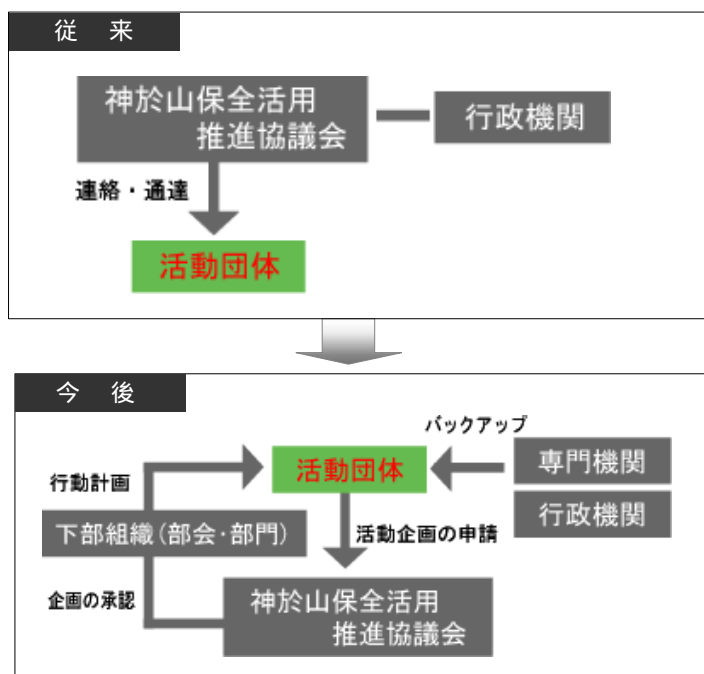 従 来
神於山保全活用
推進協議会
行政機関
連絡・通達
活動団体
今 後
バックアップ
活動団体
専門機関
行動計画
行政機関
下部組織(部会・部門)
活動企画の申請
企画の承認
神於山保全活用
推進協議会